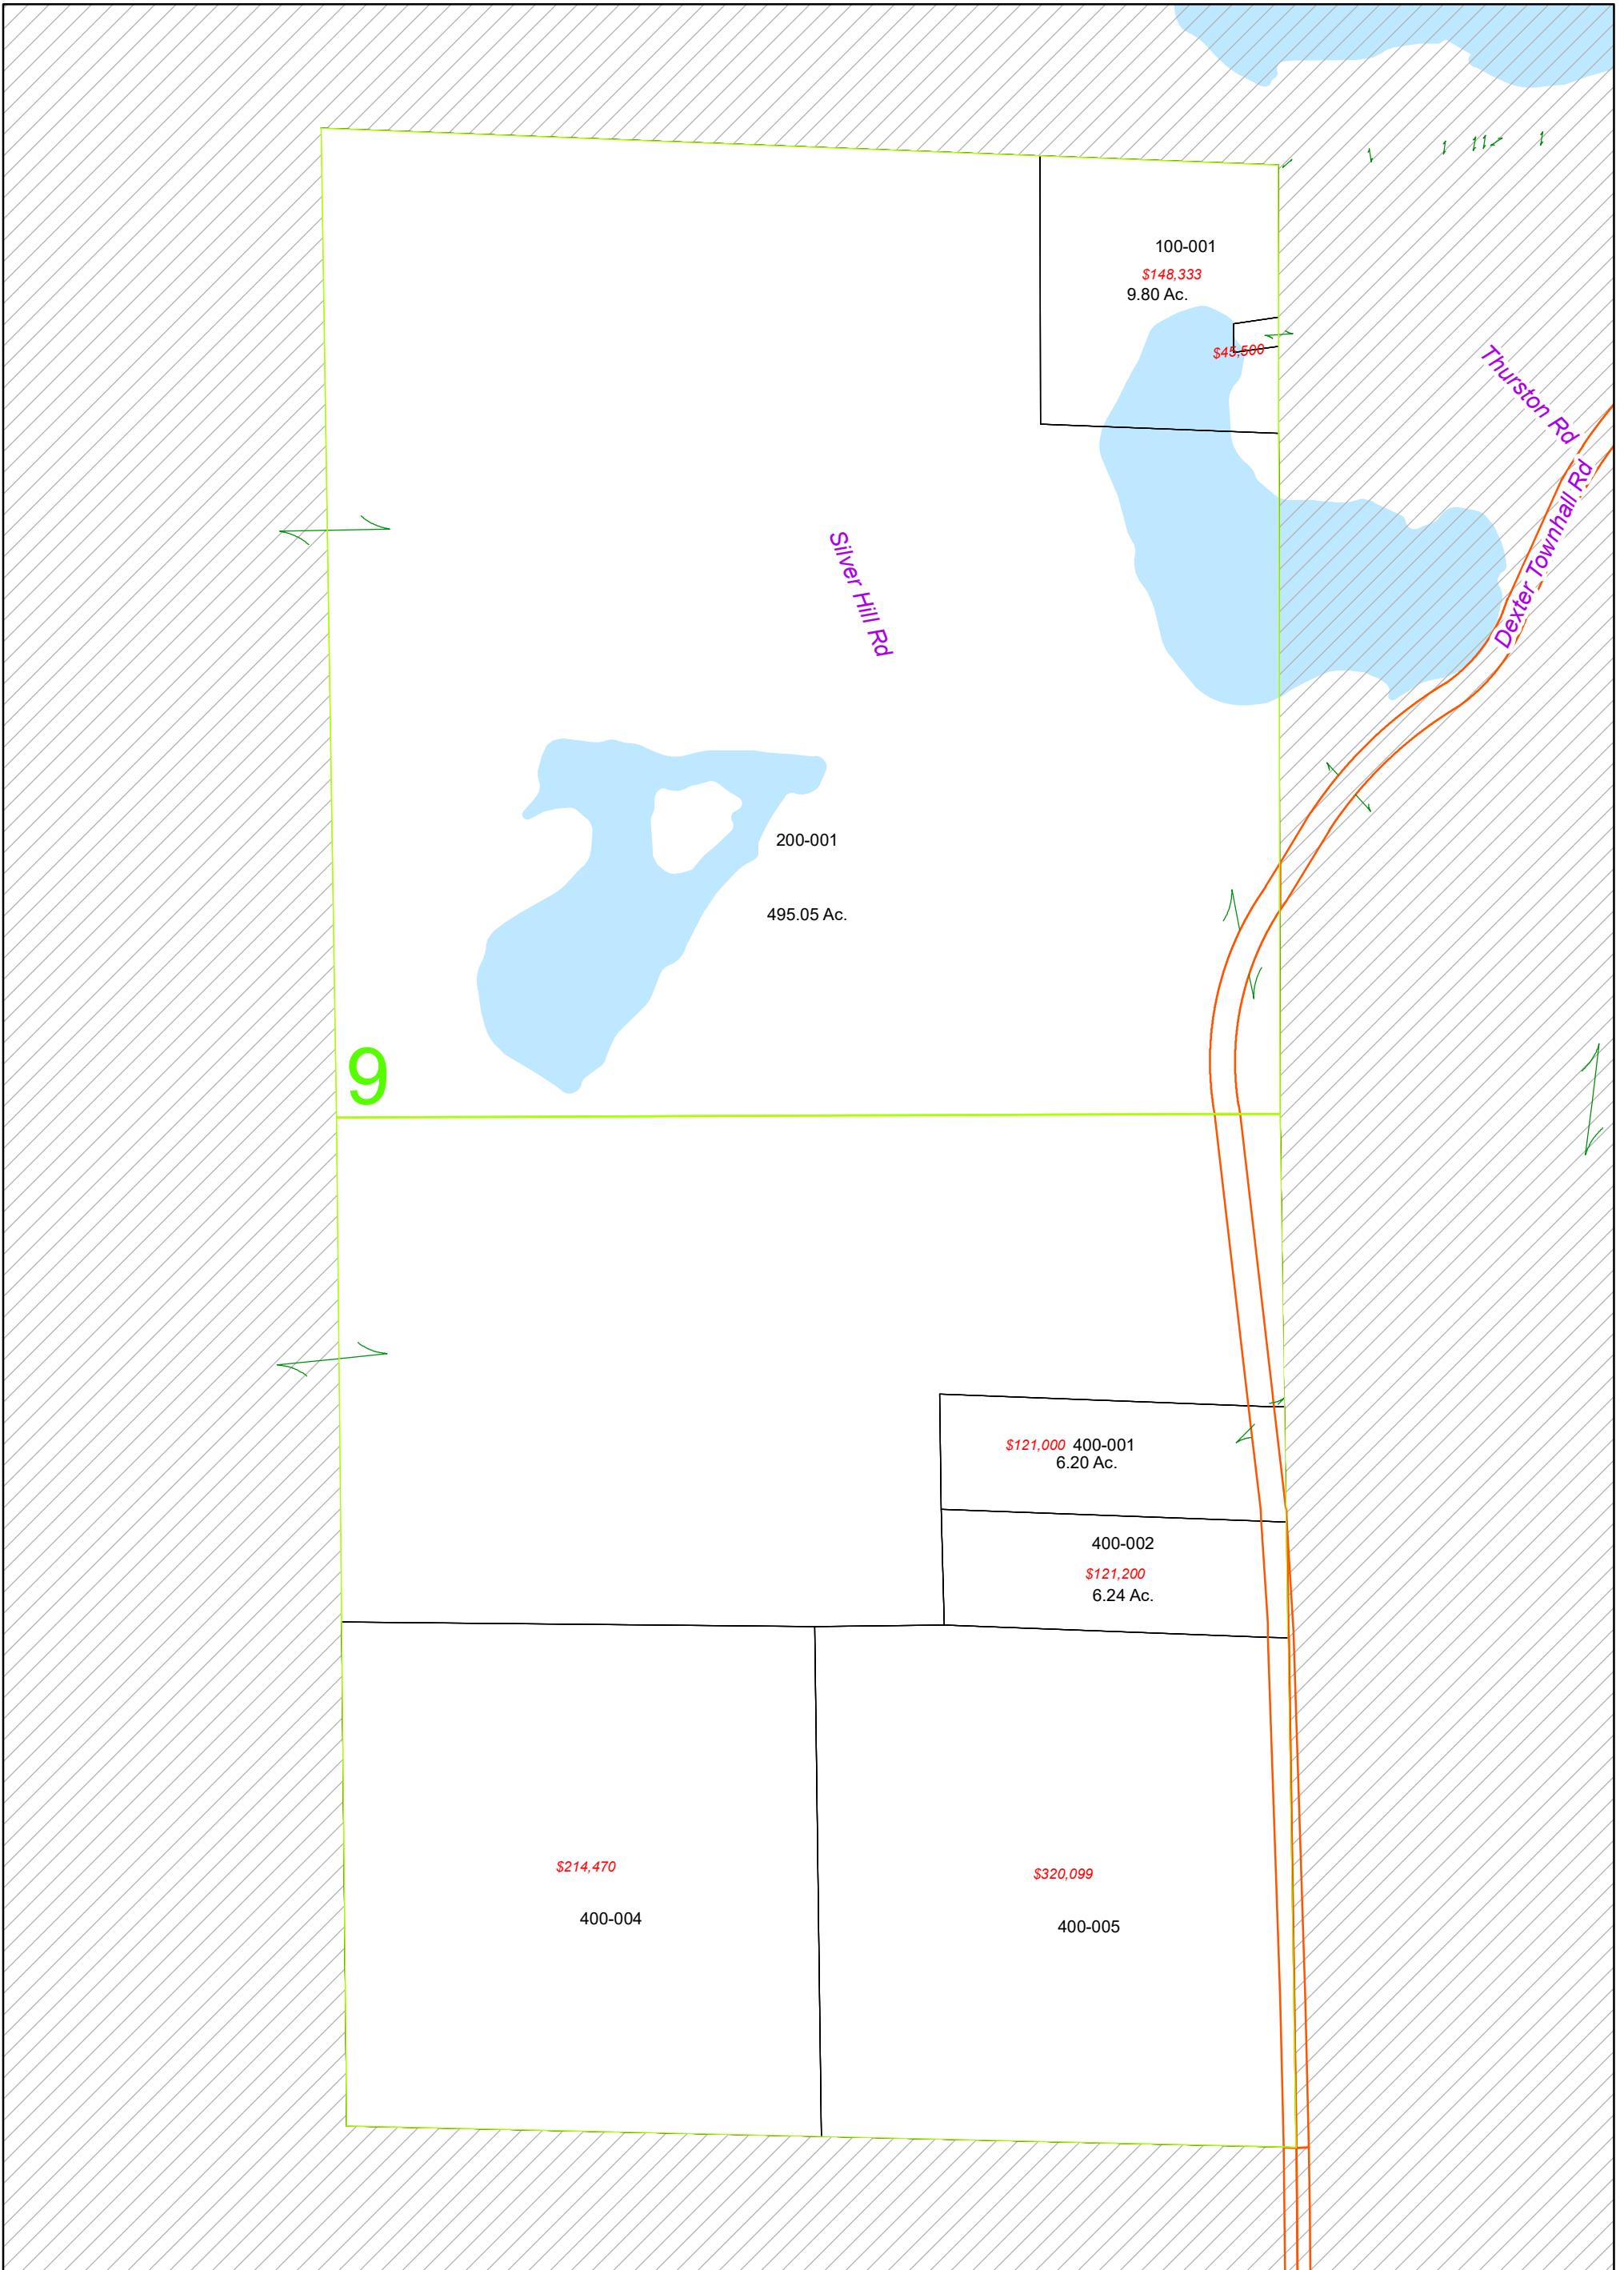 100-001
$148,333
9.80 Ac.
$45,500
Thurston Rd
Dexter Townhall Rd
Silver Hill Rd
200-001
495.05 Ac.
9
$121,000 400-001
6.20 Ac.
400-002
$121,200
6.24 Ac.
$214,470
400-004
$320,099
400-005